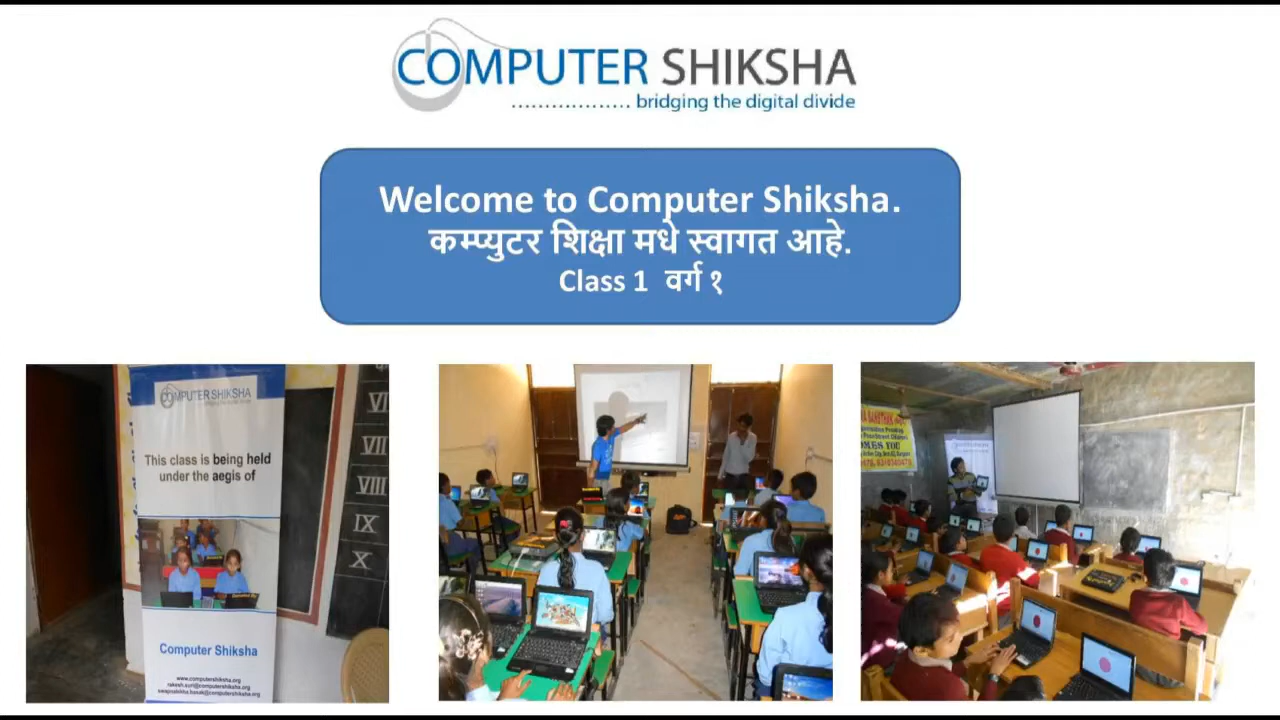 COMPUTER SHIKSHA
.................. bridging the digital divide
Welcome to Computer Shiksha.
कम्प्युटर शिक्षा मधे स्वागत आहे.
Class 1 वर्ग १
COMPUTER SHIKSHA
This class is being held
under the aegis of
Computer Shiksha
www.computershiksha.org
VI
VII
VIII
IX
X